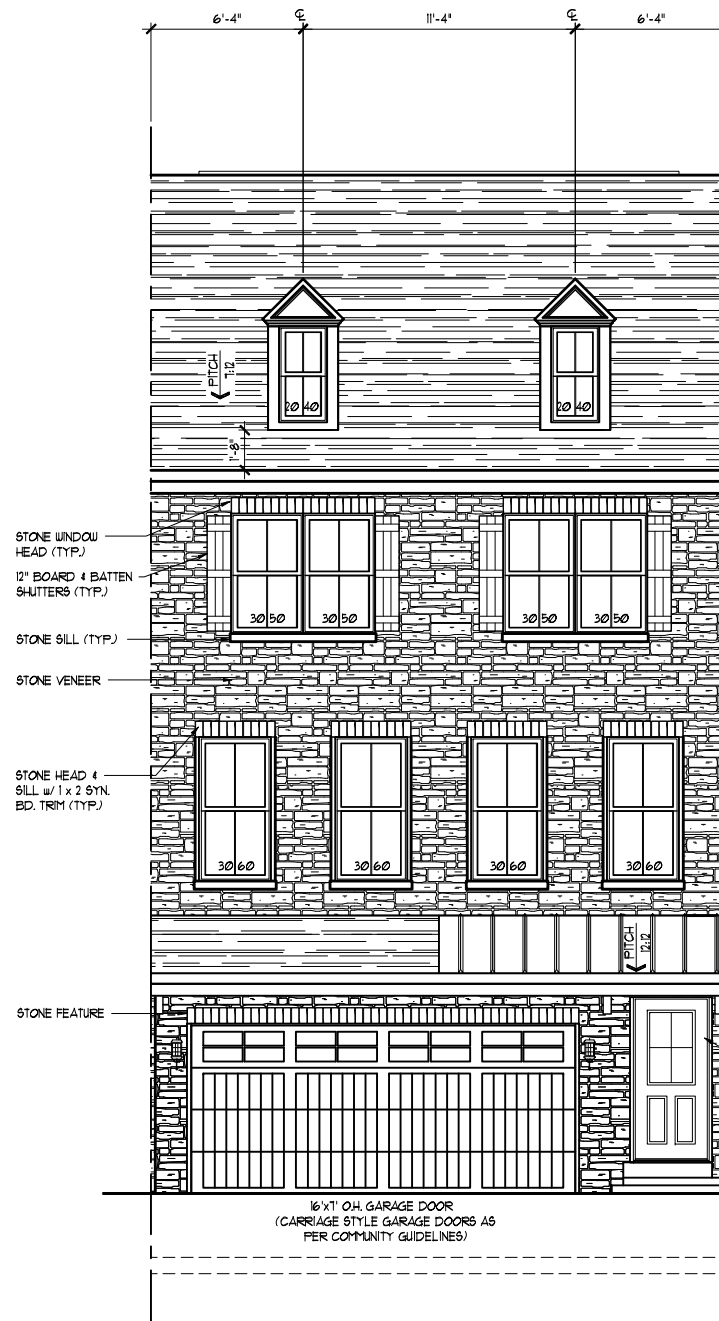 6'-4" ℄ 11'-4" ℄ 6'-4"
PITCH
7:12
20 40
20 40
1'-8"
STONE WINDOW
HEAD (TYP.)
12" BOARD & BATTEN
SHUTTERS (TYP.)
30 50 30 50 30 50 30 50
STONE SILL (TYP.)
STONE VENEER
STONE HEAD &
SILL w/ 1 x 2 SYN.
BD. TRIM (TYP.)
30 60 30 60 30 60 30 60
PITCH
12:12
STONE FEATURE
16'x7' O.H. GARAGE DOOR
(CARRIAGE STYLE GARAGE DOORS AS
PER COMMUNITY GUIDELINES)